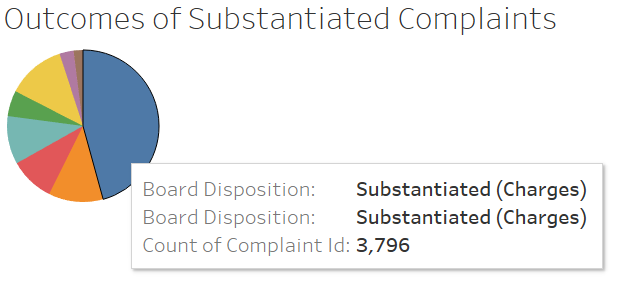 Outcomes of Substantiated Complaints
Board Disposition: Substantiated (Charges)
Board Disposition: Substantiated (Charges)
Count of Complaint Id: 3,796